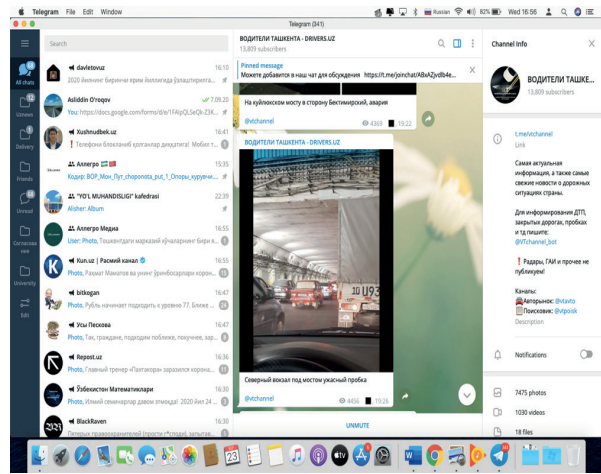 Telegram File Edit Window
Russian 82% Wed 16:56
Telegram (341)
Search
All chats
Unread
Friends
University
Edit
davletovuz 16:10
2020 йилнинг биринчи ярим йиллигида
Asliddin O'roqov 7.09.20
You: https://docs.google.com/forms/d/e/
Xushnudbek.uz 16:41
Телефони блокланиб қолганлар диққатига! Мобил т...
Аллегро 15:35
"YO'L MUHANDISLIGI" kafedrasi 22:39
Alisher: Album
Аллегро Медиа 16:55
User: Photo, Тошкентдаги марказий кўчаларнинг бири я...
Kun.uz | Расмий канал 16:55
Photo, Раҳмат Маматов ва унинг ўринбосарлари корон...
bitkogan 16:47
Photo, Рубль начинает подходить к уровню 77. Ближе ...
Усы Пескова 16:47
Photo, Так, граждане, подходим поближе, покучнее, зар...
Repost.uz 16:36
Photo, Главный тренер «Пахтакора» заразился корона...
Ўзбекистон Математиклари 16:30
Photo, Илмий семинарлар давом этмоқда! 2020 йил 24 ...
BlackRaven 16:30
ВОДИТЕЛИ ТАШКЕНТА - DRIVERS.UZ
13,809 subscribers
Pinned message
Можете добавится в наш чат для обсуждения https://t.me/joinchat/
На куйлюкском мосту в сторону Бектимирский, авария
@vtchannel 4369 19:22
ВОДИТЕЛИ ТАШКЕНТА - DRIVERS.UZ
10 U93
Северный вокзал под мостом ужасный пробка
@vtchannel 4456 19:26
UNMUTE
Channel Info
ВОДИТЕЛИ ТАШКЕ...
13,809 subscribers
t.me/vtchannel
Link
Самая актуальная
информация, а также самые
свежие новости о дорожных
ситуациях страны.
Для информирования ДТП,
закрытых дорогах, пробках
и тд пишите:
@VTchannel_bot
Радары, ГАИ и прочее не
публикуем!
Каналы:
Авторынок: @vtavto
Поисковик: @vtpoisk
Description
Notifications
7475 photos
1030 videos
18 files